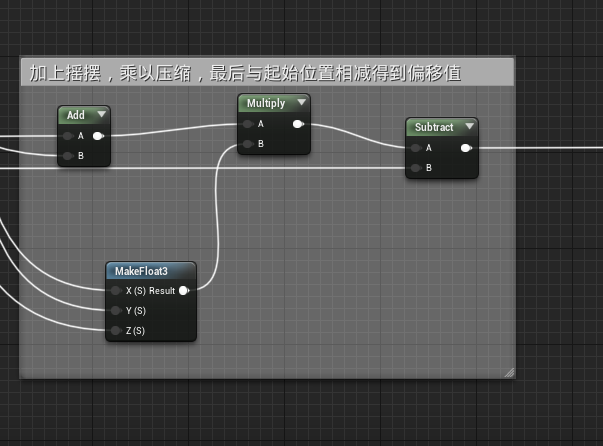 加上摇摆，乘以压缩，最后与起始位置相减得到偏移值
Add
A
B
Multiply
A
B
Subtract
A
B
MakeFloat3
X (S) Result
Y (S)
Z (S)